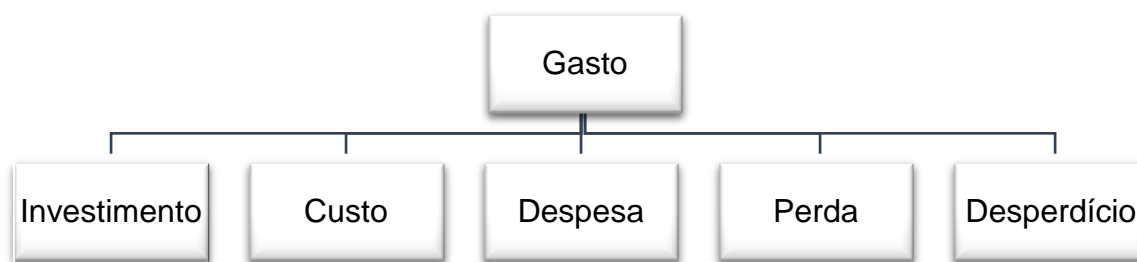 Gasto
Investimento
Custo
Despesa
Perda
Desperdício